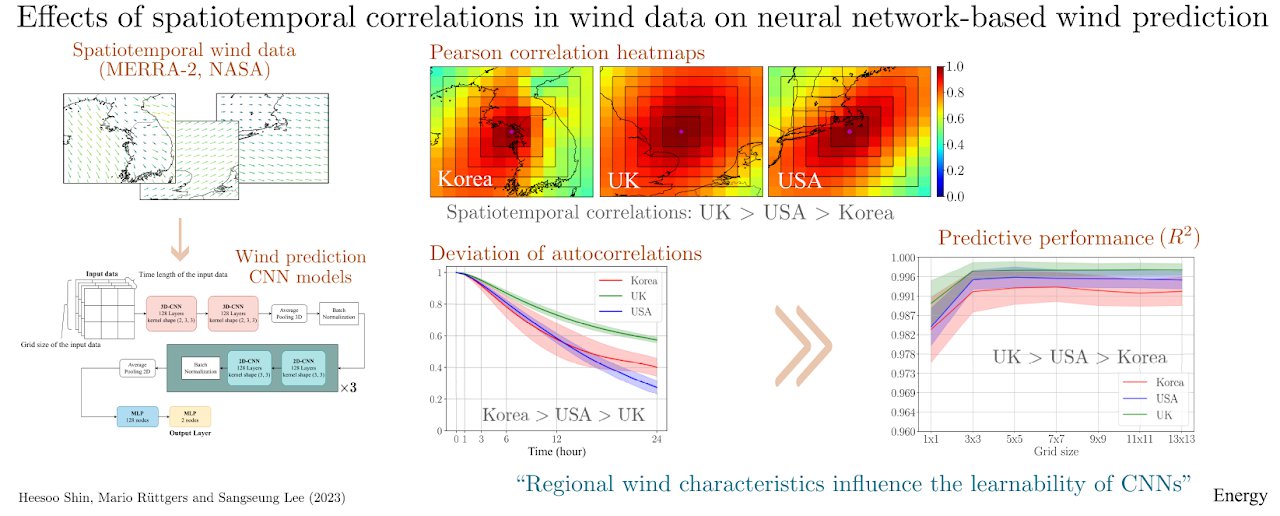 Effects of spatiotemporal correlations in wind data on neural network-based wind prediction
Spatiotemporal wind data
(MERRA-2, NASA)
Wind prediction
CNN models
Input data
Time length of the input data
3D-CNN
128 Layers
kernel shape (2, 3, 3)
3D-CNN
128 Layers
kernel shape (2, 3, 3)
Average
Pooling 3D
Batch
Normalization
Grid size of the input data
Average
Pooling 2D
Batch
Normalization
2D-CNN
128 Layers
kernel shape (3, 3)
2D-CNN
128 Layers
kernel shape (3, 3)
×3
MLP
128 nodes
MLP
2 nodes
Output Layer
Pearson correlation heatmaps
Korea
UK
USA
1.0
0.8
0.6
0.4
0.2
0.0
Spatiotemporal correlations: UK > USA > Korea
Deviation of autocorrelations
1
0.8
0.6
0.4
0.2
0
Korea
UK
USA
Korea > USA > UK
0 1 3 6 12 24
Time (hour)
Predictive performance (R²)
1.000
0.996
0.991
0.987
0.982
0.978
0.973
0.969
0.964
0.960
UK > USA > Korea
Korea
USA
UK
1x1 3x3 5x5 7x7 9x9 11x11 13x13
Grid size
“Regional wind characteristics influence the learnability of CNNs”
Heesoo Shin, Mario Rüttgers and Sangseung Lee (2023)
Energy